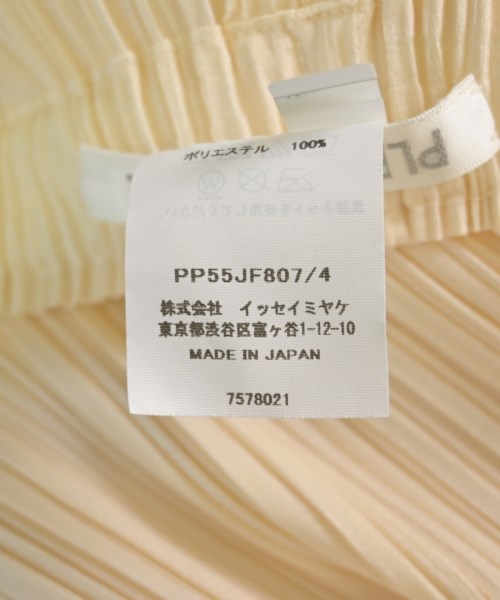 ポリエステル 100%
PP55JF807/4
株式会社 イッセイミヤケ
東京都渋谷区富ヶ谷1-12-10
MADE IN JAPAN
7578021
PL